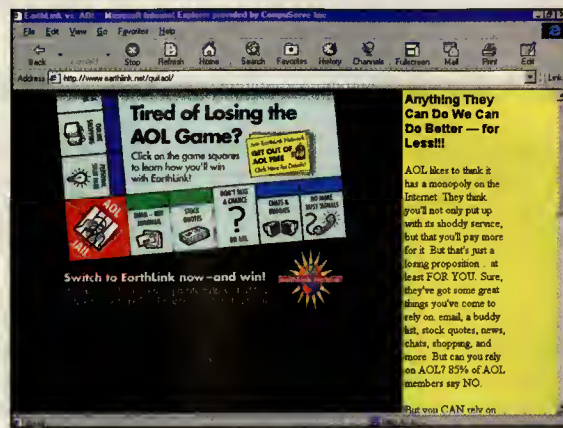 EarthLink vs. AOL - Microsoft Internet Explorer provided by CompuServe Inc
File Edit View Go Favorites Help
Back Stop Refresh Home Search Favorites History Channels Fullscreen Mail Print Edit
Address http://www.earthlink.net/quitaol/ Link
Tired of Losing the
AOL Game?
Click on the game squares
to learn how you'll win
with EarthLink!
GET OUT OF
AOL FREE
Click Here for Details!
AOL
JAIL
STOCK
QUOTES
DON'T MISS
A CHANCE
?
CHATS &
BUDDIES
NO MORE
BUSY SIGNALS
Switch to EarthLink now—and win!
Anything They
Can Do We Can
Do Better — for
Less!!!
AOL likes to think it
has a monopoly on the
Internet. They think
you'll not only put up
with its shoddy service,
but that you'll pay more
for it. But that's just a
losing proposition... at
least FOR YOU. Sure,
they've got some great
things you've come to
rely on: email, a buddy
list, stock quotes, news,
chats, shopping, and
more. But can you rely
on AOL? 85% of AOL
members say NO.
But you CAN rely on